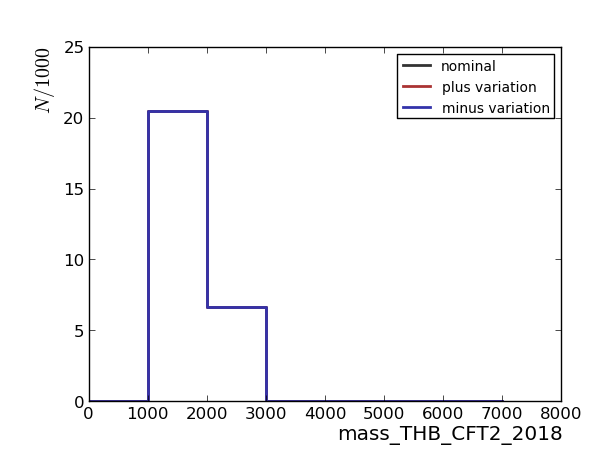 25
N/1000
nominal
plus variation
minus variation
20
15
10
5
0
0 1000 2000 3000 4000 5000 6000 7000 8000
mass_THB_CFT2_2018